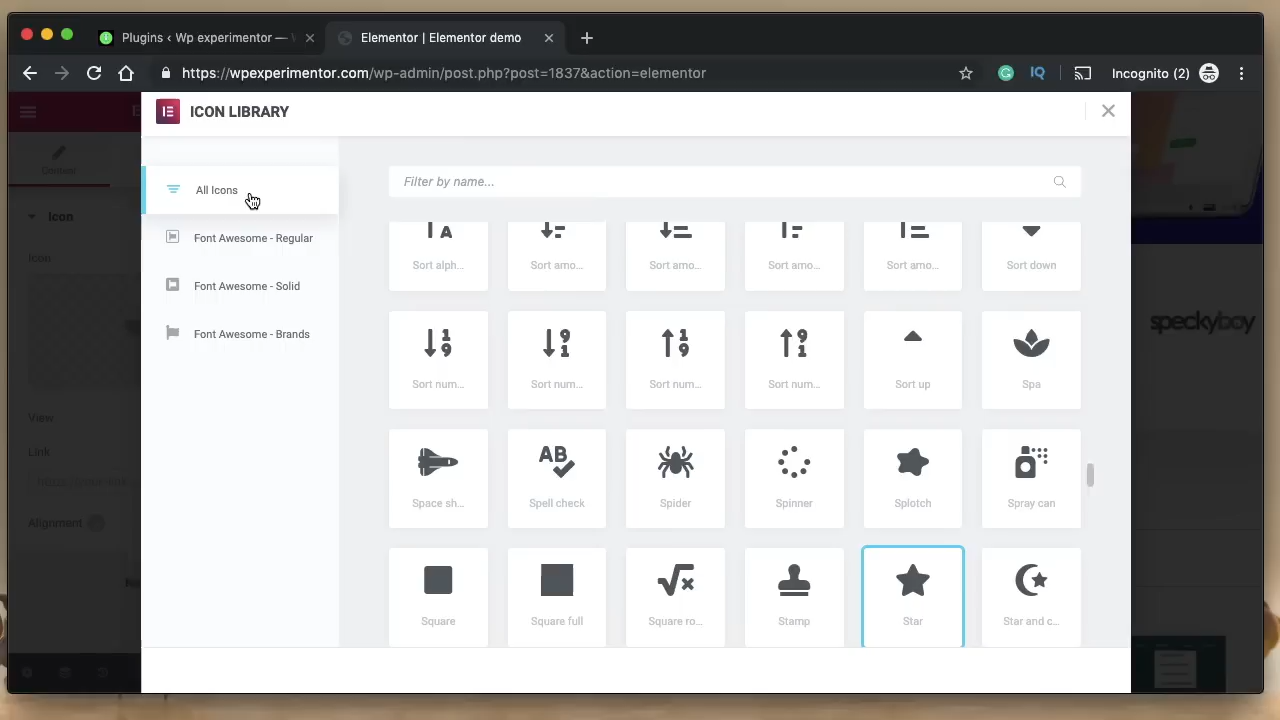 Plugins ‹ Wp experimentor —
Elementor | Elementor demo
https://wpexperimentor.com/wp-admin/post.php?post=1837&action=elementor
IQ
Incognito (2)
ICON LIBRARY
Content
Icon
Icon
View
Link
Alignment
All Icons
Font Awesome - Regular
Font Awesome - Solid
Font Awesome - Brands
Filter by name...
Sort alph...
Sort amo...
Sort amo...
Sort amo...
Sort amo...
Sort down
Sort num...
Sort num...
Sort num...
Sort num...
Sort up
Spa
Space sh...
Spell check
Spider
Spinner
Splotch
Spray can
Square
Square full
Square ro...
Stamp
Star
Star and c...
speckyboy